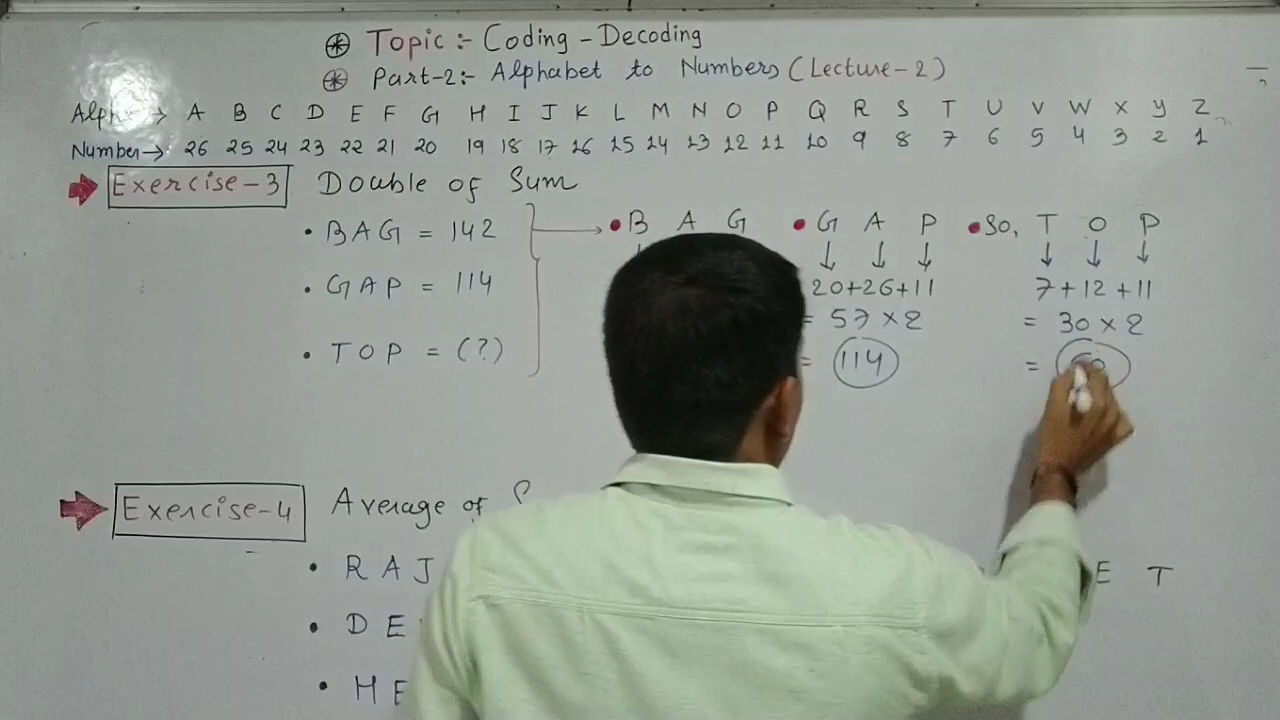 Topic :- Coding - Decoding
Part-2:- Alphabet to Numbers (Lecture-2)
A B C D E F G H I J K L M N O P Q R S T U V W X Y Z
Number→ 26 25 24 23 22 21 20 19 18 17 16 15 14 13 12 11 10 9 8 7 6 5 4 3 2 1
Exercise-3 Double of Sum
• BAG = 142
• GAP = 114
• TOP = (?)
• B A G
• G A P
↓ ↓ ↓
20+26+11
= 57 × 2
= 114
• So, T O P
↓ ↓ ↓
7+12+11
= 30 × 2
=
Exercise-4 Average of
• R A J
• D E
• H E
E T